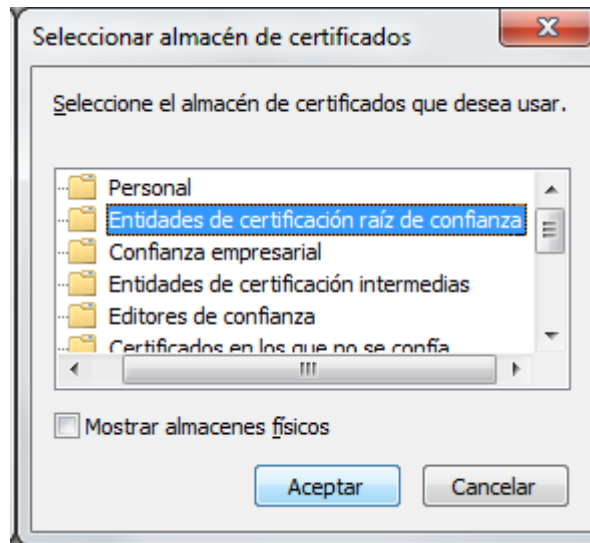 Seleccionar almacén de certificados
Seleccione el almacén de certificados que desea usar.
Personal
Entidades de certificación raíz de confianza
Confianza empresarial
Entidades de certificación intermedias
Editores de confianza
Certificados en los que no se confía
Mostrar almacenes físicos
Aceptar
Cancelar